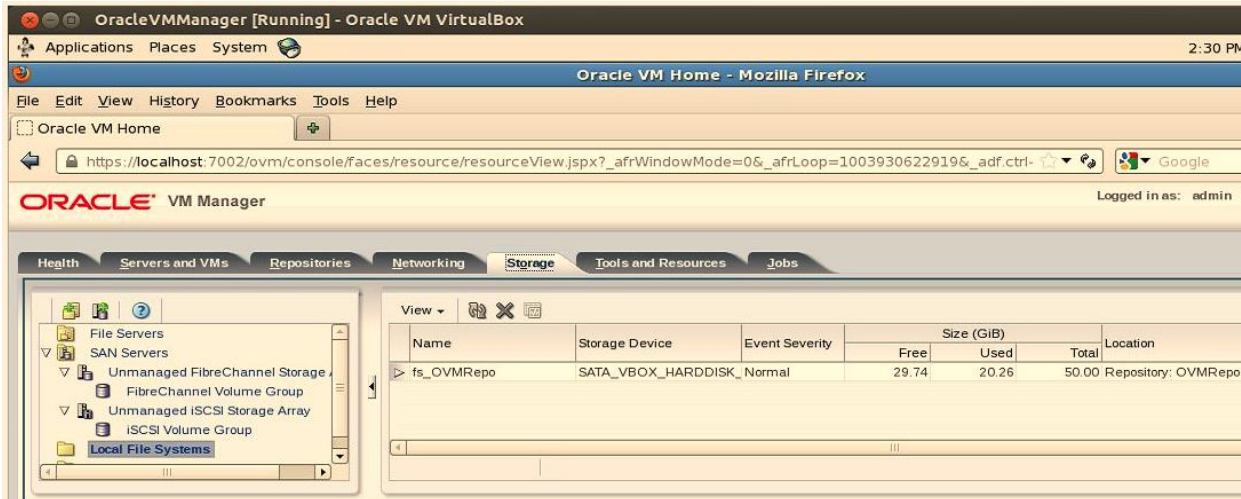 OracleVMManager [Running] - Oracle VM VirtualBox
Applications Places System 2:30 PM
Oracle VM Home - Mozilla Firefox
File Edit View History Bookmarks Tools Help
Oracle VM Home
https://localhost:7002/ovm/console/faces/resource/resourceView.jspx?_afrWindowMode=0&_afrLoop=1003930622919&_adf.ctrl- Google
ORACLE VM Manager Logged in as: admin
Health Servers and VMs Repositories Networking Storage Tools and Resources Jobs
File Servers
SAN Servers
Unmanaged FibreChannel Storage
FibreChannel Volume Group
Unmanaged iSCSI Storage Array
iSCSI Volume Group
Local File Systems
View
Name Storage Device Event Severity Size (GiB) Location
Free Used Total
fs_OVMRepo SATA_VBOX_HARDDISK_ Normal 29.74 20.26 50.00 Repository: OVMRepo